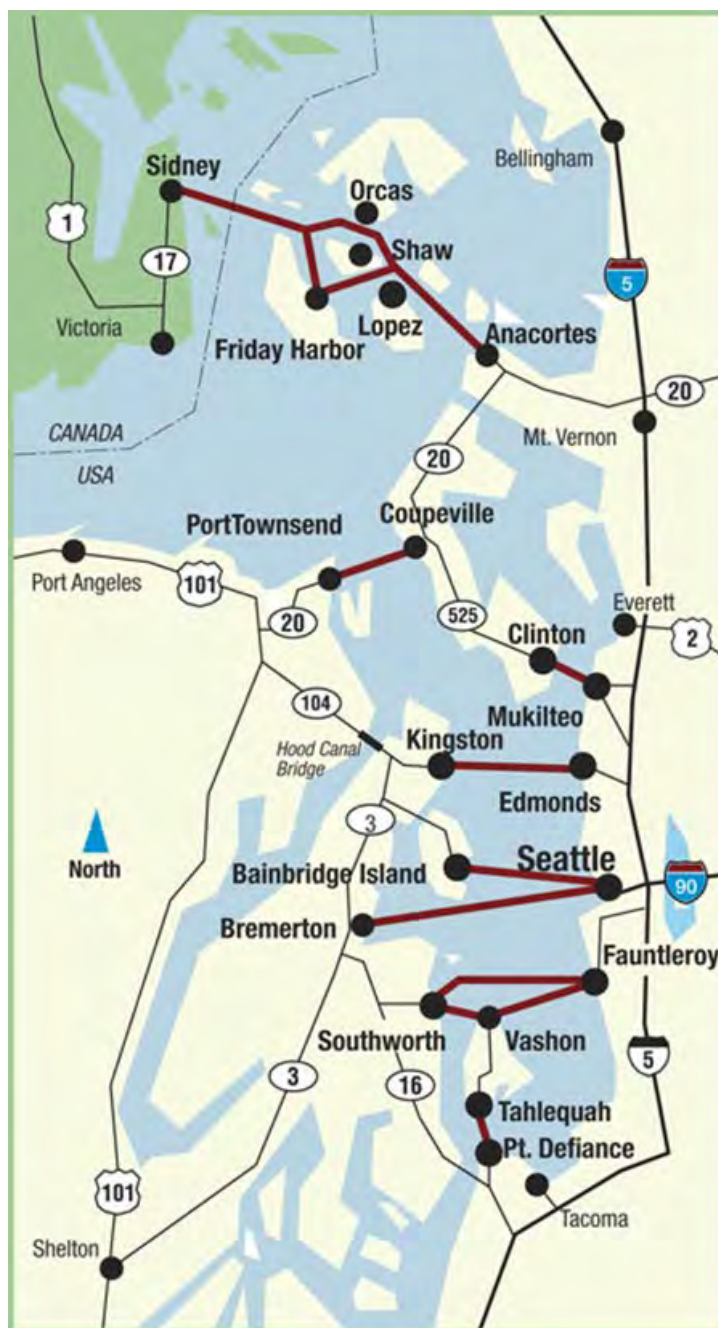 Sidney
Bellingham
Orcas
1
Shaw
17
5
Victoria
Friday Harbor
Lopez
Anacortes
20
CANADA
Mt. Vernon
USA
20
PortTownsend
Coupeville
Port Angeles
101
20
525
Everett
Clinton
2
104
Mukilteo
Hood Canal
Bridge
Kingston
Edmonds
3
North
Bainbridge Island
Seattle
90
Bremerton
Fauntleroy
Southworth
Vashon
5
3
16
Tahlequah
Pt. Defiance
101
Tacoma
Shelton